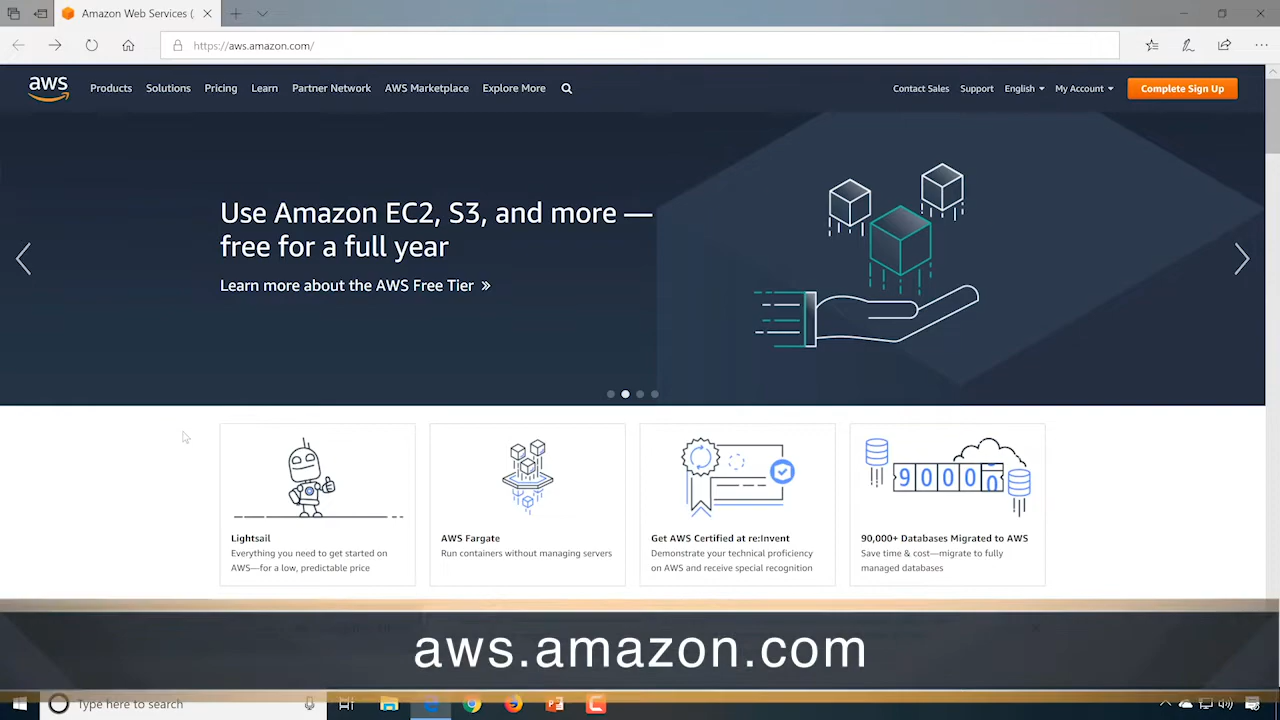 Amazon Web Services (
https://aws.amazon.com/
aws
Products
Solutions
Pricing
Learn
Partner Network
AWS Marketplace
Explore More
Contact Sales
Support
English
My Account
Complete Sign Up
Use Amazon EC2, S3, and more —
free for a full year
Learn more about the AWS Free Tier »
90000
Lightsail
Everything you need to get started on
AWS—for a low, predictable price
AWS Fargate
Run containers without managing servers
Get AWS Certified at re:Invent
Demonstrate your technical proficiency
on AWS and receive special recognition
90,000+ Databases Migrated to AWS
Save time & cost—migrate to fully
managed databases
aws.amazon.com
Type here to search